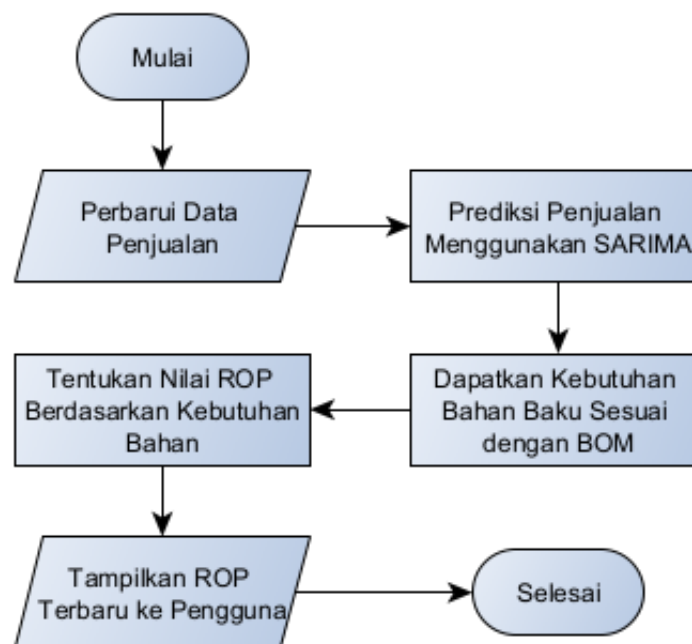 Mulai
Perbarui Data
Penjualan
Prediksi Penjualan
Menggunakan SARIMA
Dapatkan Kebutuhan
Bahan Baku Sesuai
dengan BOM
Tentukan Nilai ROP
Berdasarkan Kebutuhan
Bahan
Tampilkan ROP
Terbaru ke Pengguna
Selesai